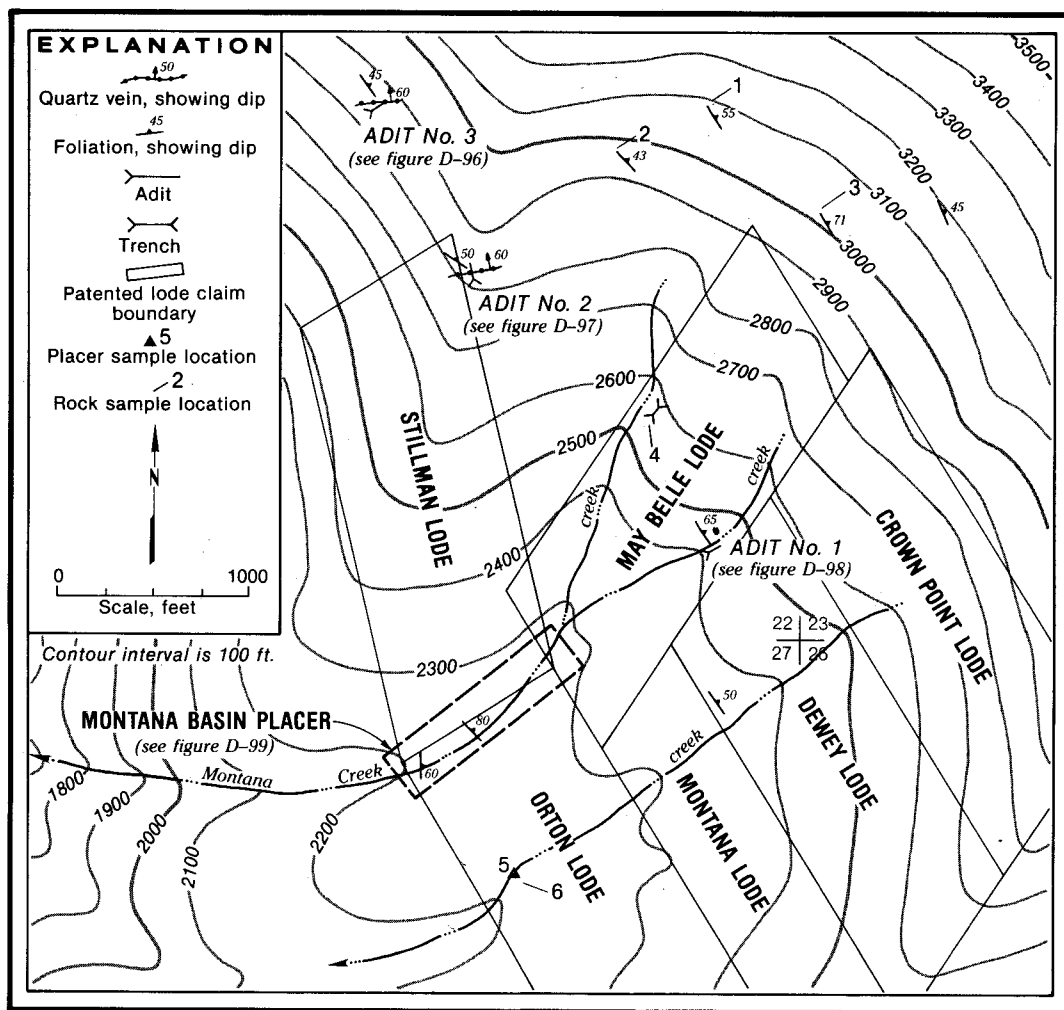 EXPLANATION
50
Quartz vein, showing dip
45
Foliation, showing dip
Adit
Trench
Patented lode claim
boundary
5
Placer sample location
2
Rock sample location
N
0 1000
Scale, feet
Contour interval is 100 ft.
45
60
ADIT No. 3
(see figure D–96)
1
55
2
43
3
71
45
3500
3400
3300
3200
3100
3000
2900
2800
2700
2600
2500
2400
2300
2200
2100
2000
1900
1800
50
60
ADIT No. 2
(see figure D–97)
STILLMAN LODE
4
creek
MAY BELLE LODE
creek
65
ADIT No. 1
(see figure D–98)
CROWN POINT LODE
22 23
27 26
50
DEWEY LODE
creek
MONTANA LODE
ORTON LODE
MONTANA BASIN PLACER
(see figure D–99)
80
60
Montana Creek
5
6